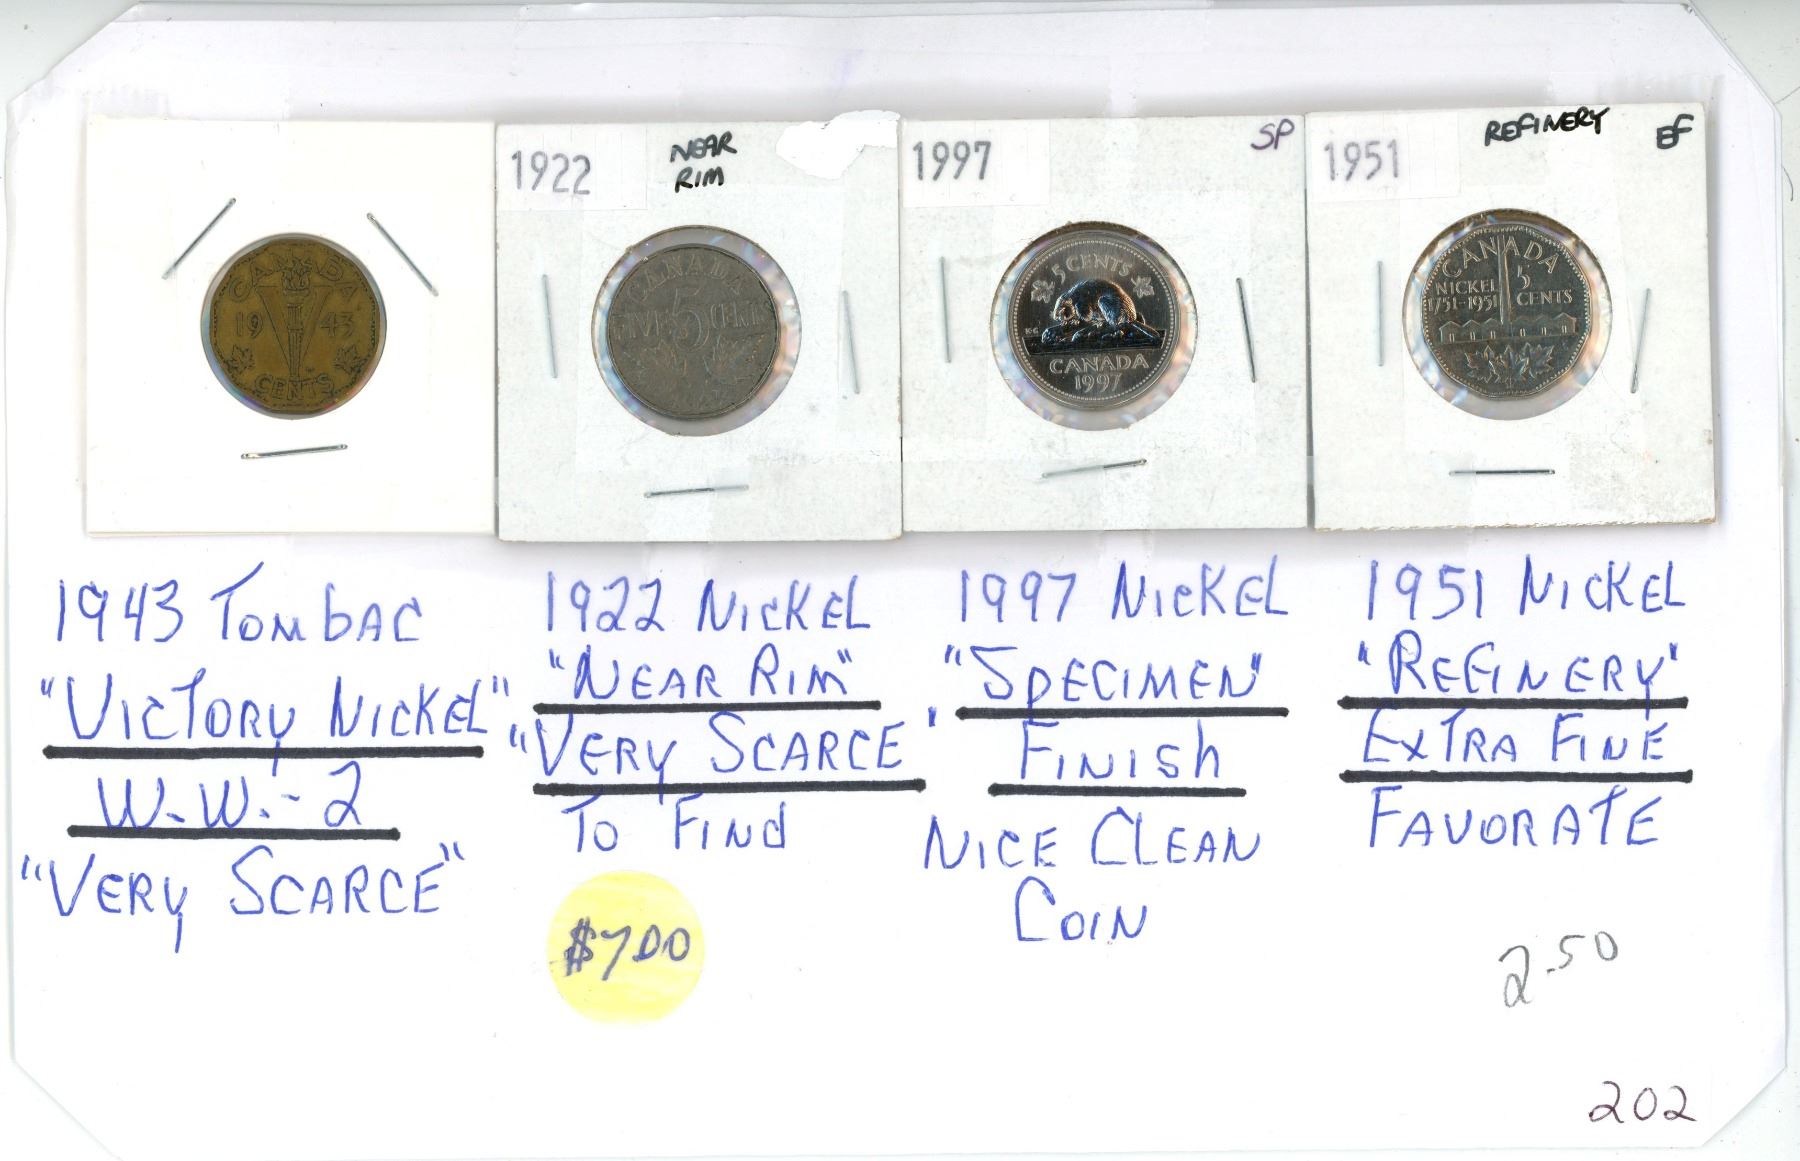 1922
NEAR
RIM
1997
SP
1951
REFINERY
EF
CANADA
19 43
CENTS
CANADA
5
FIVE CENTS
5 CENTS
CANADA
1997
CANADA
NICKEL
1751-1951
5
CENTS
1943 TOMBAC
"VICTORY NICKEL"
W.W.-2
"VERY SCARCE"
1922 NICKEL
"NEAR RIM"
"VERY SCARCE"
TO FIND
$7.00
1997 NICKEL
"SPECIMEN"
FINISH
NICE CLEAN
COIN
1951 NICKEL
"REFINERY"
EXTRA FINE
FAVORATE
2.50
202